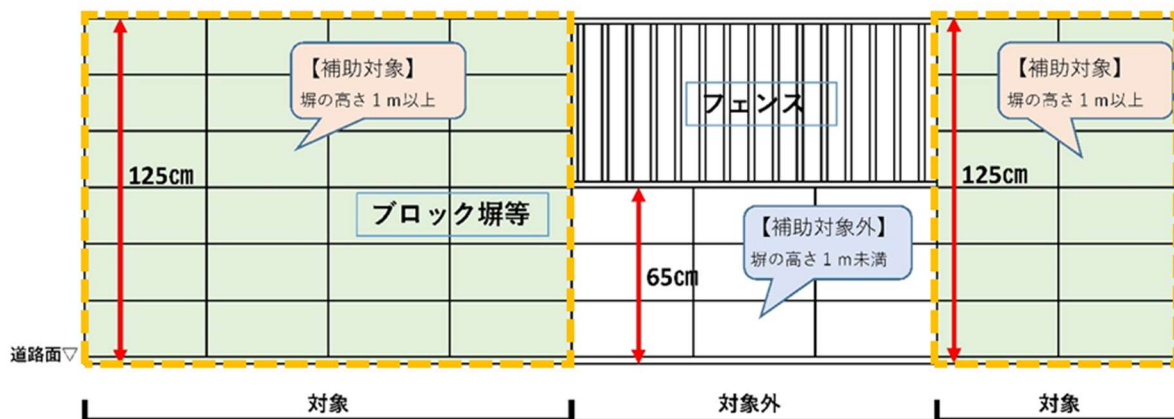 【補助対象】
塀の高さ1m以上
フェンス
【補助対象】
塀の高さ1m以上
125㎝
125㎝
ブロック塀等
【補助対象外】
塀の高さ1m未満
65㎝
道路面▽
対象
対象外
対象